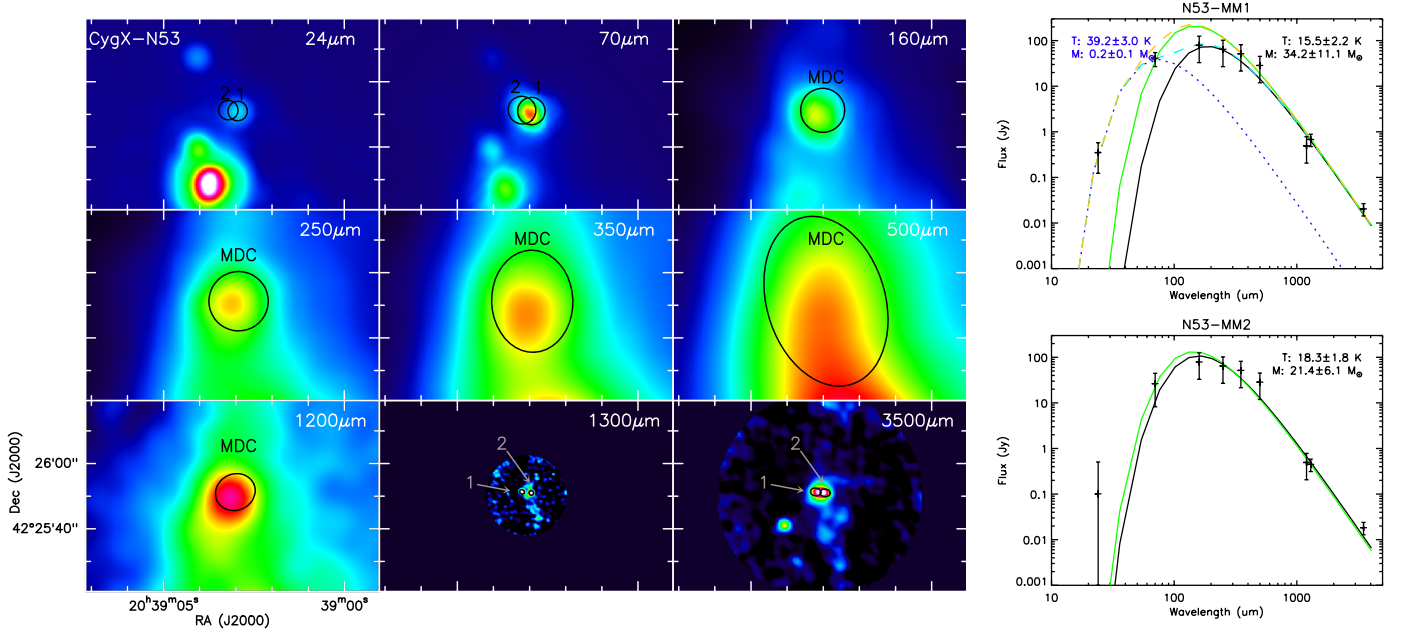 CygX-N53
24μm
2 1
70μm
2 1
160μm
MDC
250μm
MDC
350μm
MDC
500μm
MDC
1200μm
MDC
1300μm
2
1
3500μm
2
1
26'00"
42°25'40"
Dec (J2000)
20ʰ39ᵐ05ˢ
39ᵐ00ˢ
RA (J2000)
N53-MM1
T: 39.2±3.0 K
M: 0.2±0.1 M⊙
T: 15.5±2.2 K
M: 34.2±11.1 M⊙
100
10
1
0.1
0.01
0.001
Flux (Jy)
10
100
1000
Wavelength (um)
N53-MM2
T: 18.3±1.8 K
M: 21.4±6.1 M⊙
100
10
1
0.1
0.01
0.001
Flux (Jy)
10
100
1000
Wavelength (um)